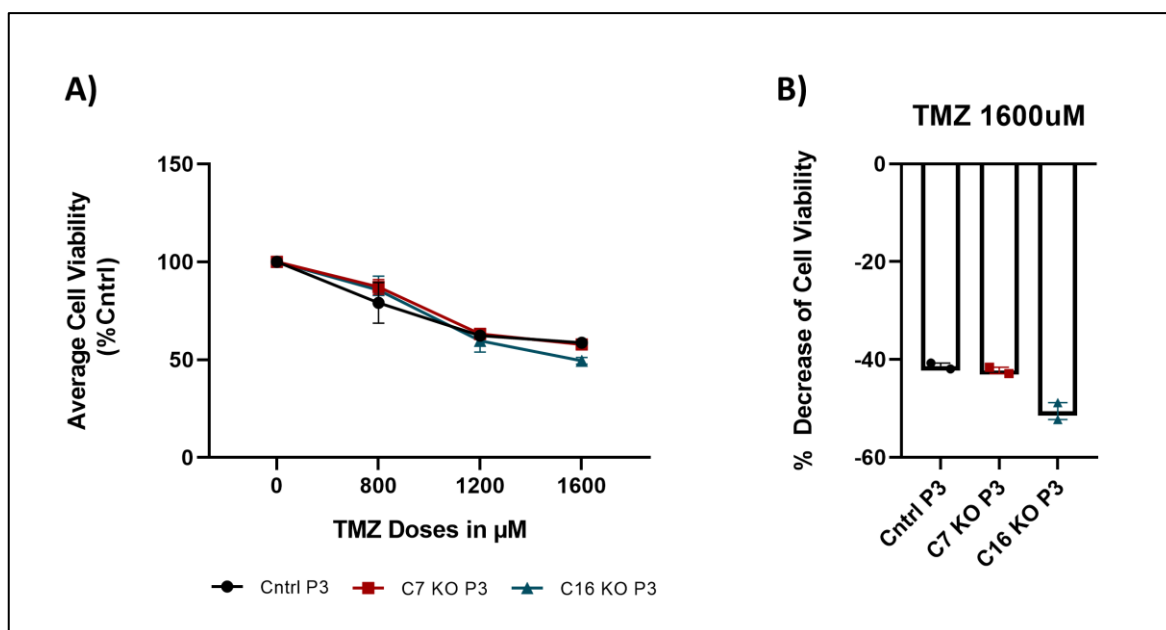 A)
Average Cell Viability
(%Cntrl)
150
100
50
0
0 800 1200 1600
TMZ Doses in µM
Cntrl P3 C7 KO P3 C16 KO P3
B)
TMZ 1600uM
% Decrease of Cell Viability
0
-20
-40
-60
Cntrl P3
C7 KO P3
C16 KO P3